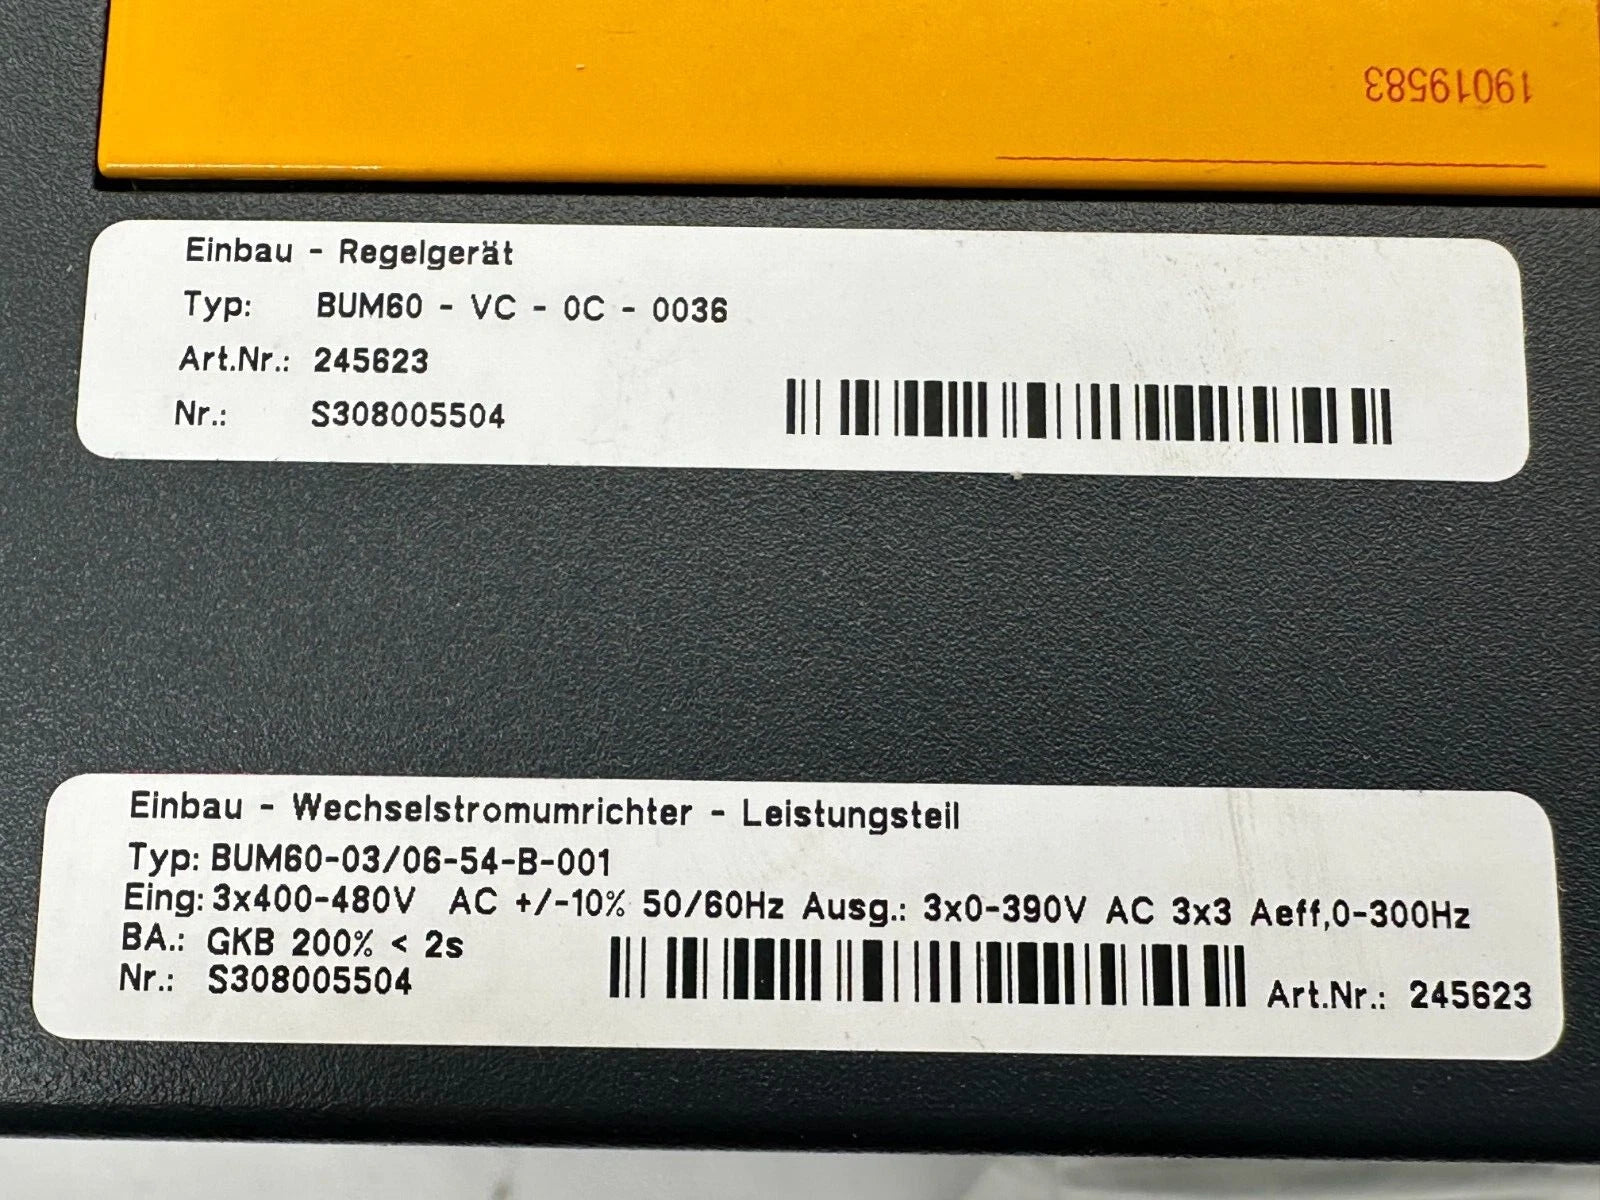 19019583
Einbau - Regelgerät
Typ: BUM60 - VC - 0C - 0036
Art.Nr.: 245623
Nr.: S308005504
Einbau - Wechselstromumrichter - Leistungsteil
Typ: BUM60-03/06-54-B-001
Eing: 3x400-480V AC +/-10% 50/60Hz Ausg.: 3x0-390V AC 3x3 Aeff,0-300Hz
BA.: GKB 200% < 2s
Nr.: S308005504 Art.Nr.: 245623